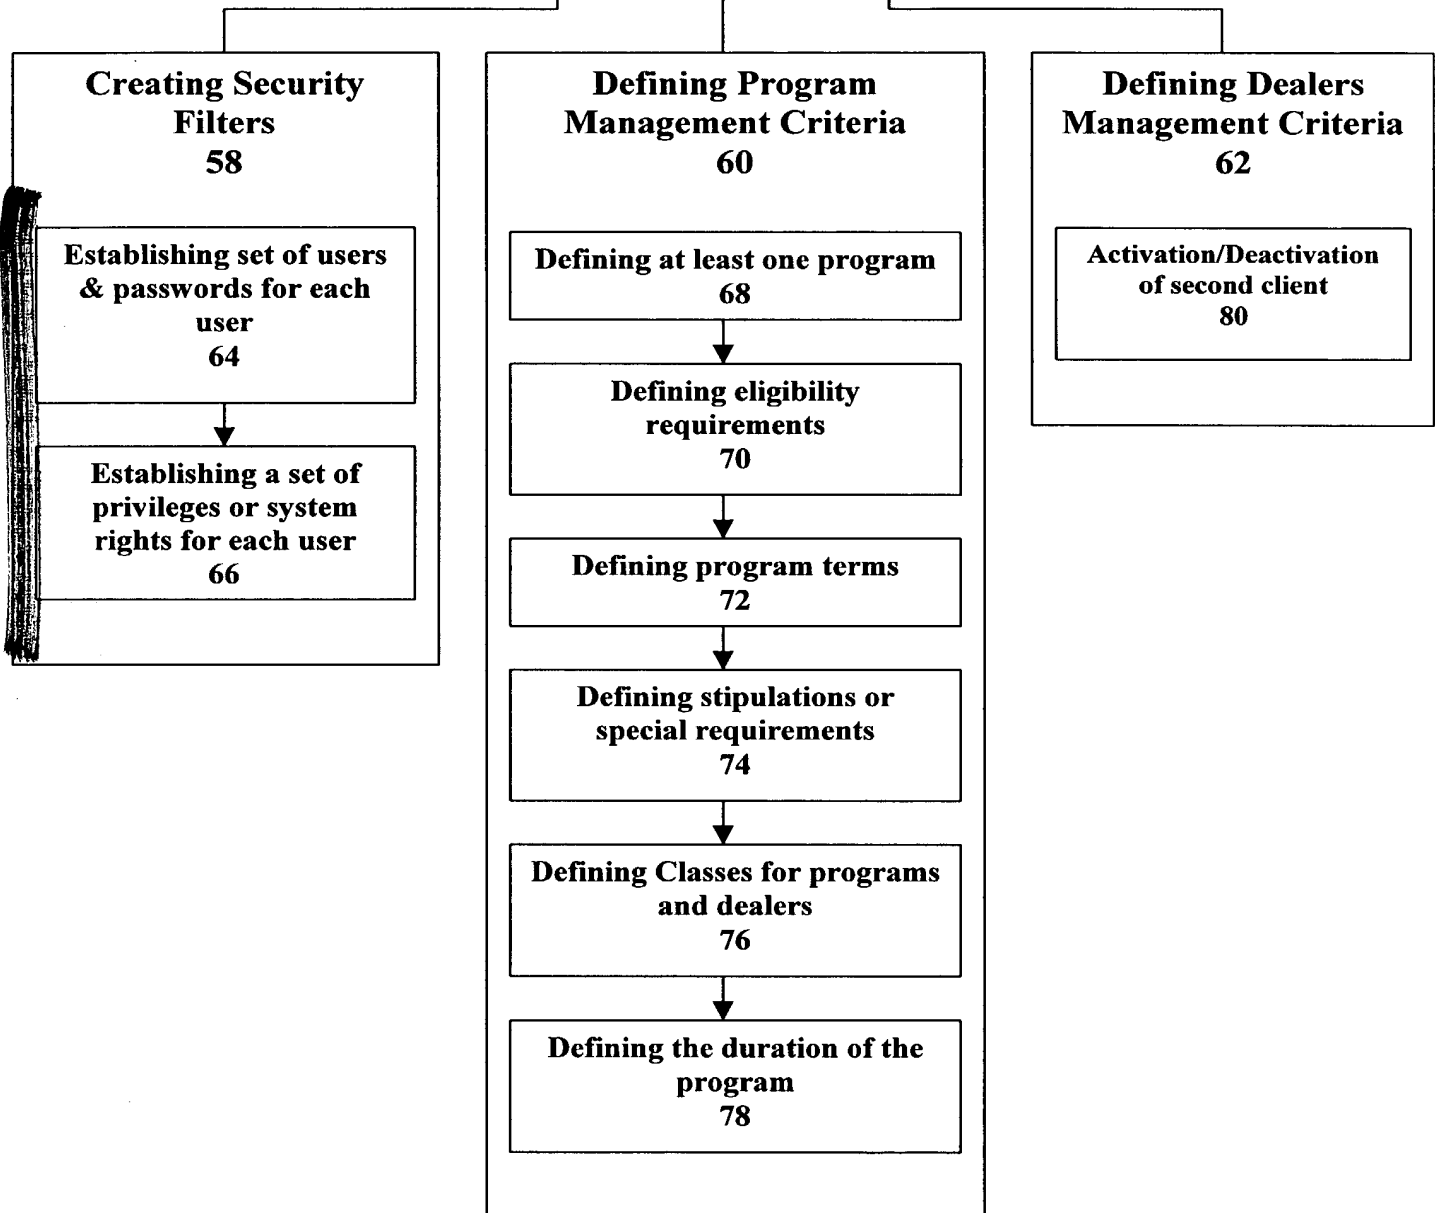 Creating Security
Filters
58
Establishing set of users
& passwords for each
user
64
Establishing a set of
privileges or system
rights for each user
66
Defining Program
Management Criteria
60
Defining at least one program
68
Defining eligibility
requirements
70
Defining program terms
72
Defining stipulations or
special requirements
74
Defining Classes for programs
and dealers
76
Defining the duration of the
program
78
Defining Dealers
Management Criteria
62
Activation/Deactivation
of second client
80